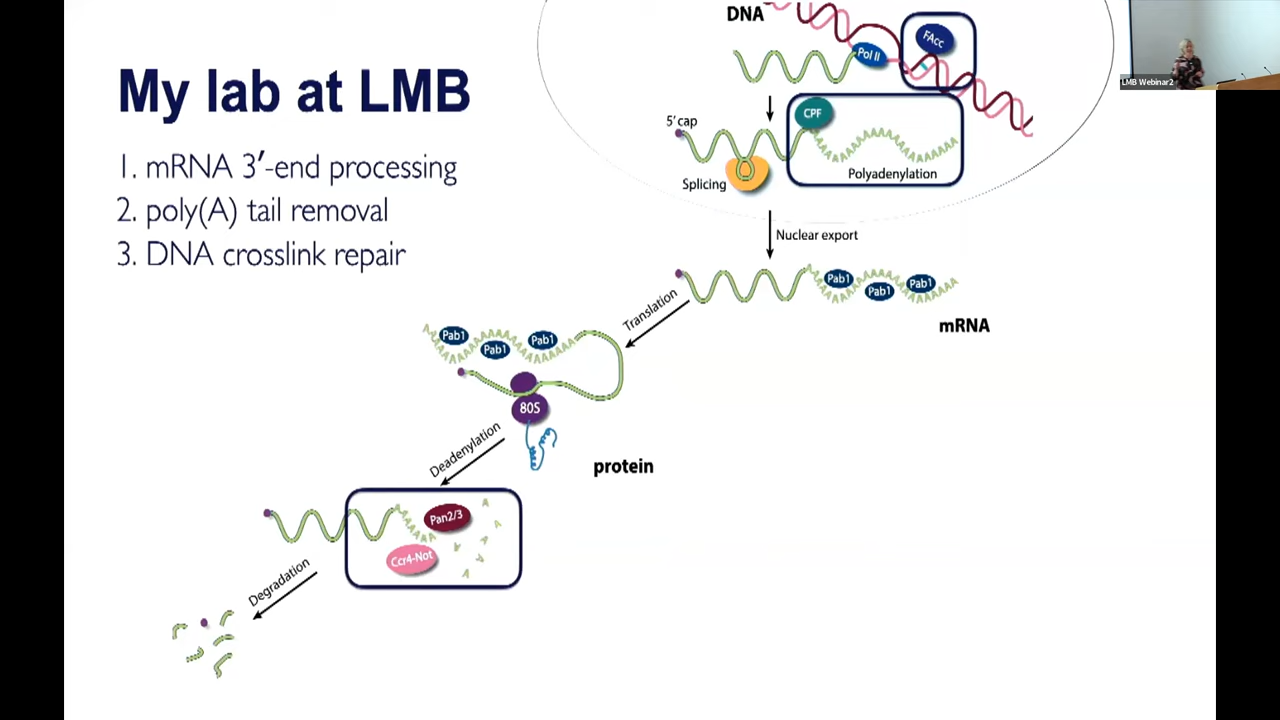 DNA
FAcc
Pol II
LMB Webinar2
My lab at LMB
CPF
5' cap
1. mRNA 3′-end processing
Polyadenylation
Splicing
2. poly(A) tail removal
3. DNA crosslink repair
Nuclear export
Pab1
Pab1
Pab1
Translation
mRNA
Pab1
Pab1
Pab1
80S
Deadenylation
protein
Pan2/3
Ccr4-Not
Degradation